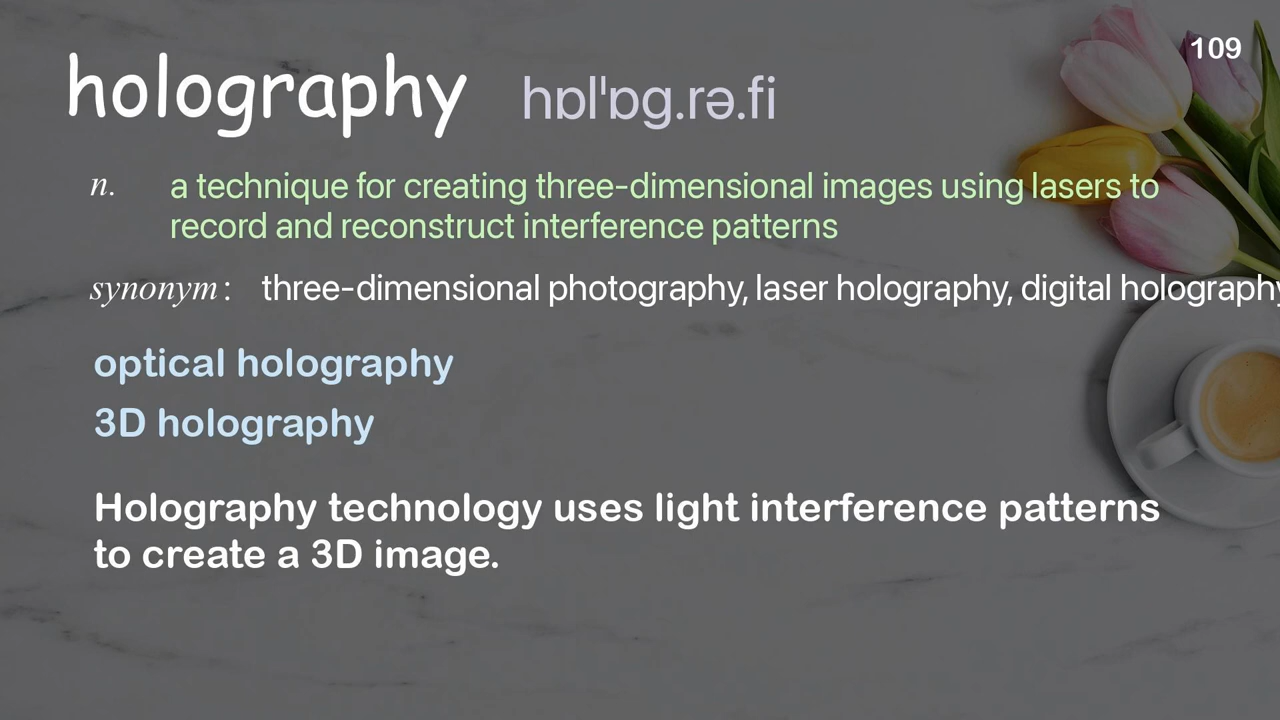 109
holography hɒlˈɒg.rə.fi
n. a technique for creating three-dimensional images using lasers to
record and reconstruct interference patterns
synonym: three-dimensional photography, laser holography, digital holography
optical holography
3D holography
Holography technology uses light interference patterns
to create a 3D image.